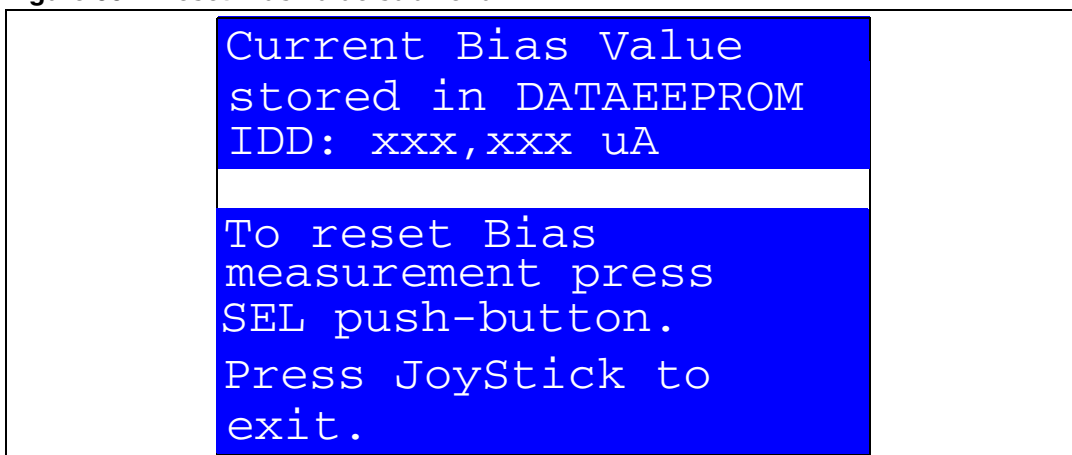 Current Bias Value
stored in DATAEEPROM
IDD: xxx,xxx uA
To reset Bias
measurement press
SEL push-button.
Press JoyStick to
exit.